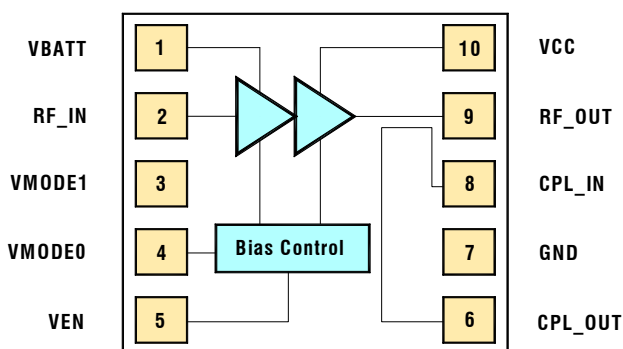 VBATT 1 10 VCC
RF_IN 2 9 RF_OUT
VMODE1 3 8 CPL_IN
VMODE0 4 Bias Control 7 GND
VEN 5 6 CPL_OUT